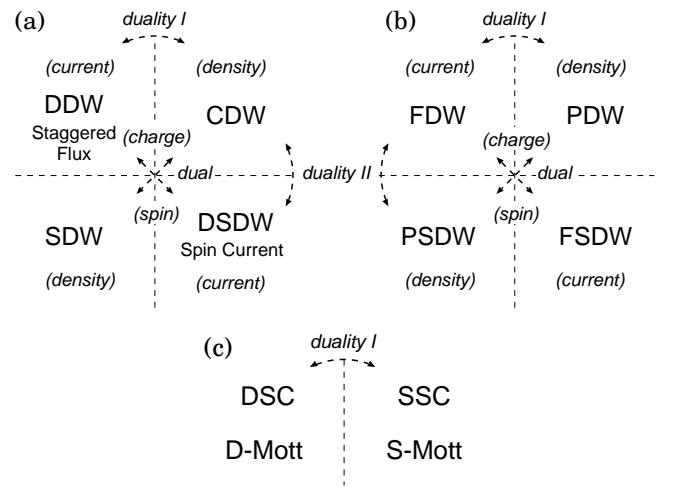 (a)
duality I
(b)
duality I
(current)
(density)
(current)
(density)
DDW
CDW
FDW
PDW
Staggered
Flux
(charge)
(charge)
dual
duality II
dual
(spin)
(spin)
SDW
DSDW
PSDW
FSDW
Spin Current
(density)
(current)
(density)
(current)
(c)
duality I
DSC
SSC
D-Mott
S-Mott